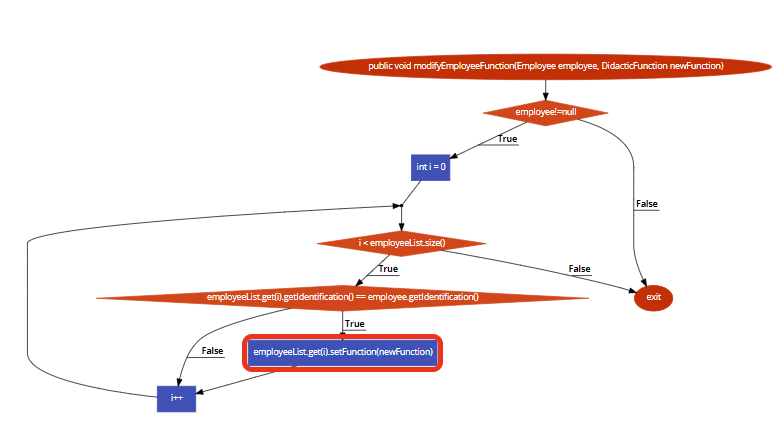 public void modifyEmployeeFunction(Employee employee, DidacticFunction newFunction)
employee!=null
True
int i = 0
False
i < employeeList.size()
True
False
employeeList.get(i).getIdentification() == employee.getIdentification()
exit
True
False
employeeList.get(i).setFunction(newFunction)
i++